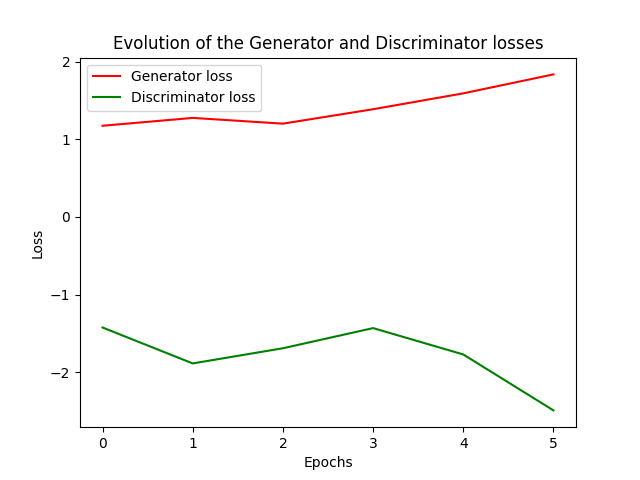 Evolution of the Generator and Discriminator losses
Generator loss
Discriminator loss
2
1
0
−1
−2
Loss
0 1 2 3 4 5
Epochs